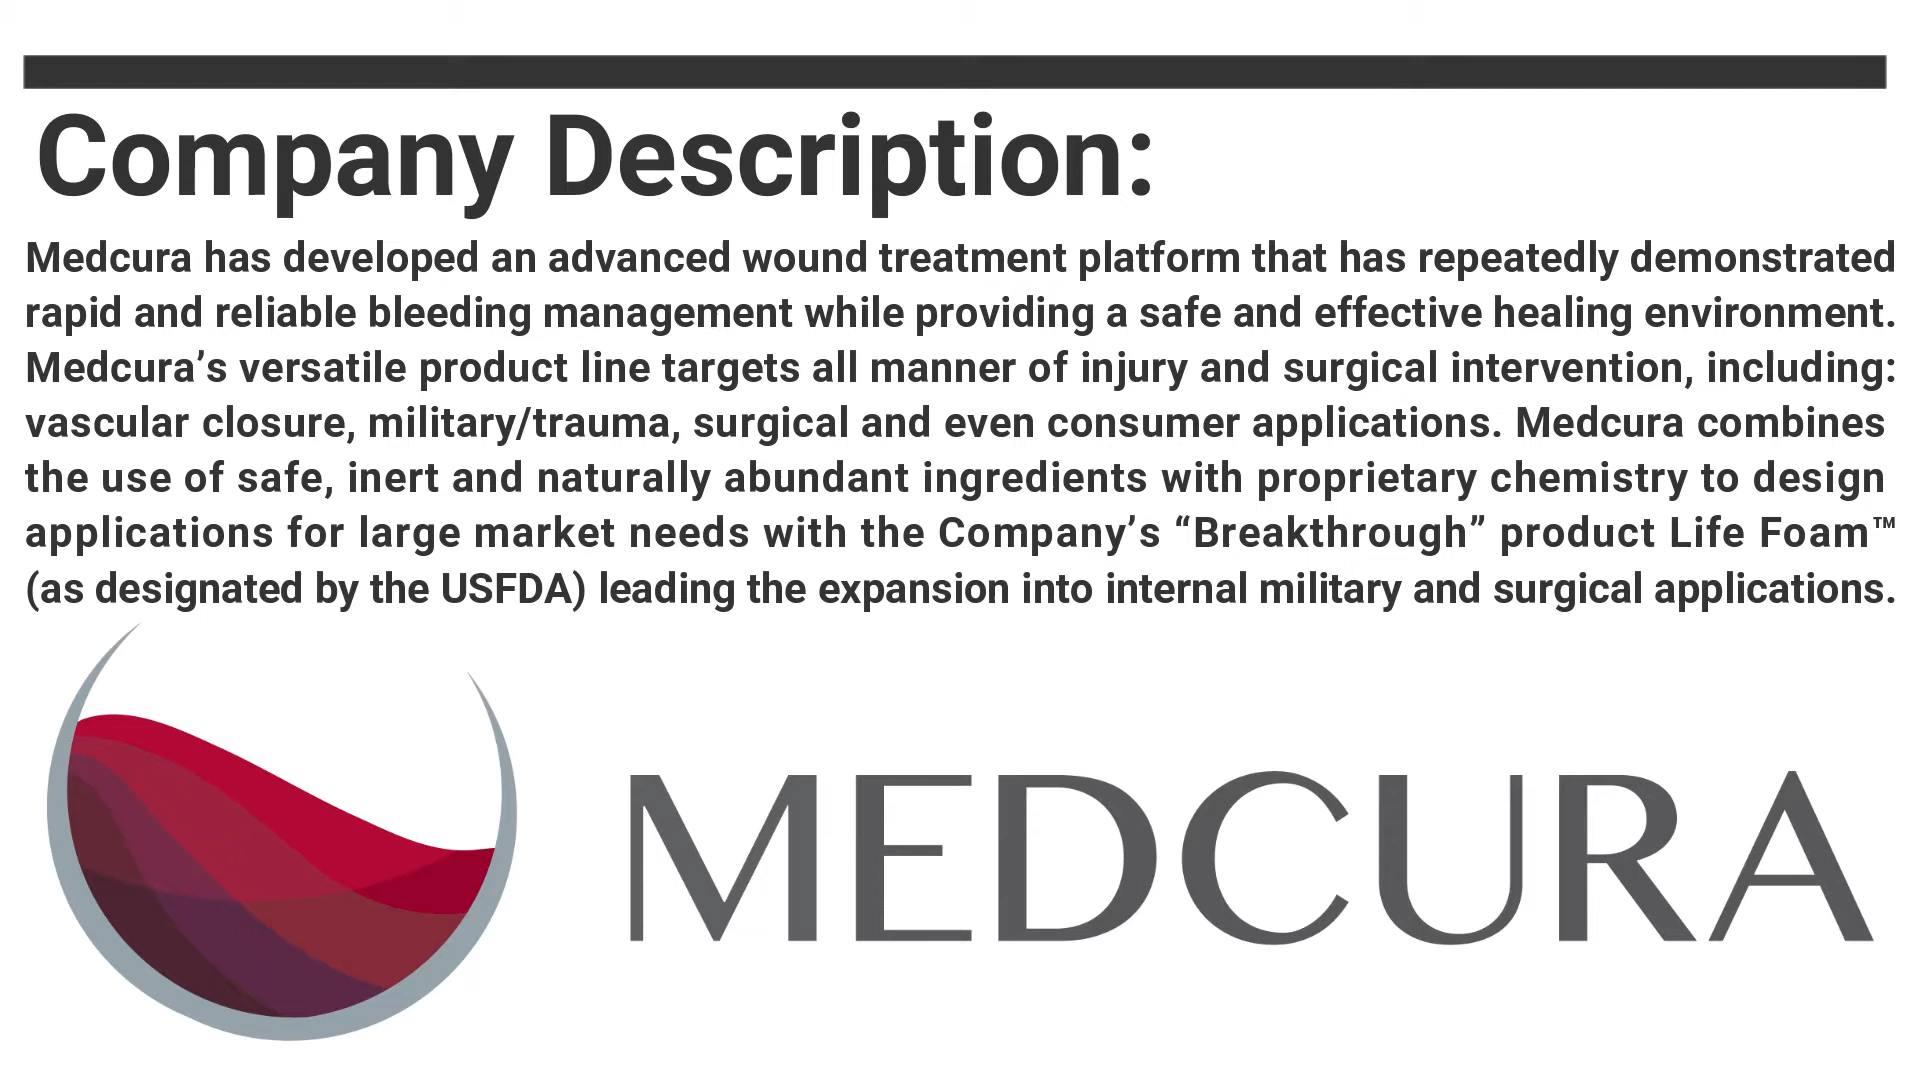 Company Description:
Medcura has developed an advanced wound treatment platform that has repeatedly demonstrated
rapid and reliable bleeding management while providing a safe and effective healing environment.
Medcura’s versatile product line targets all manner of injury and surgical intervention, including:
vascular closure, military/trauma, surgical and even consumer applications. Medcura combines
the use of safe, inert and naturally abundant ingredients with proprietary chemistry to design
applications for large market needs with the Company’s “Breakthrough” product Life Foam™
(as designated by the USFDA) leading the expansion into internal military and surgical applications.
MEDCURA